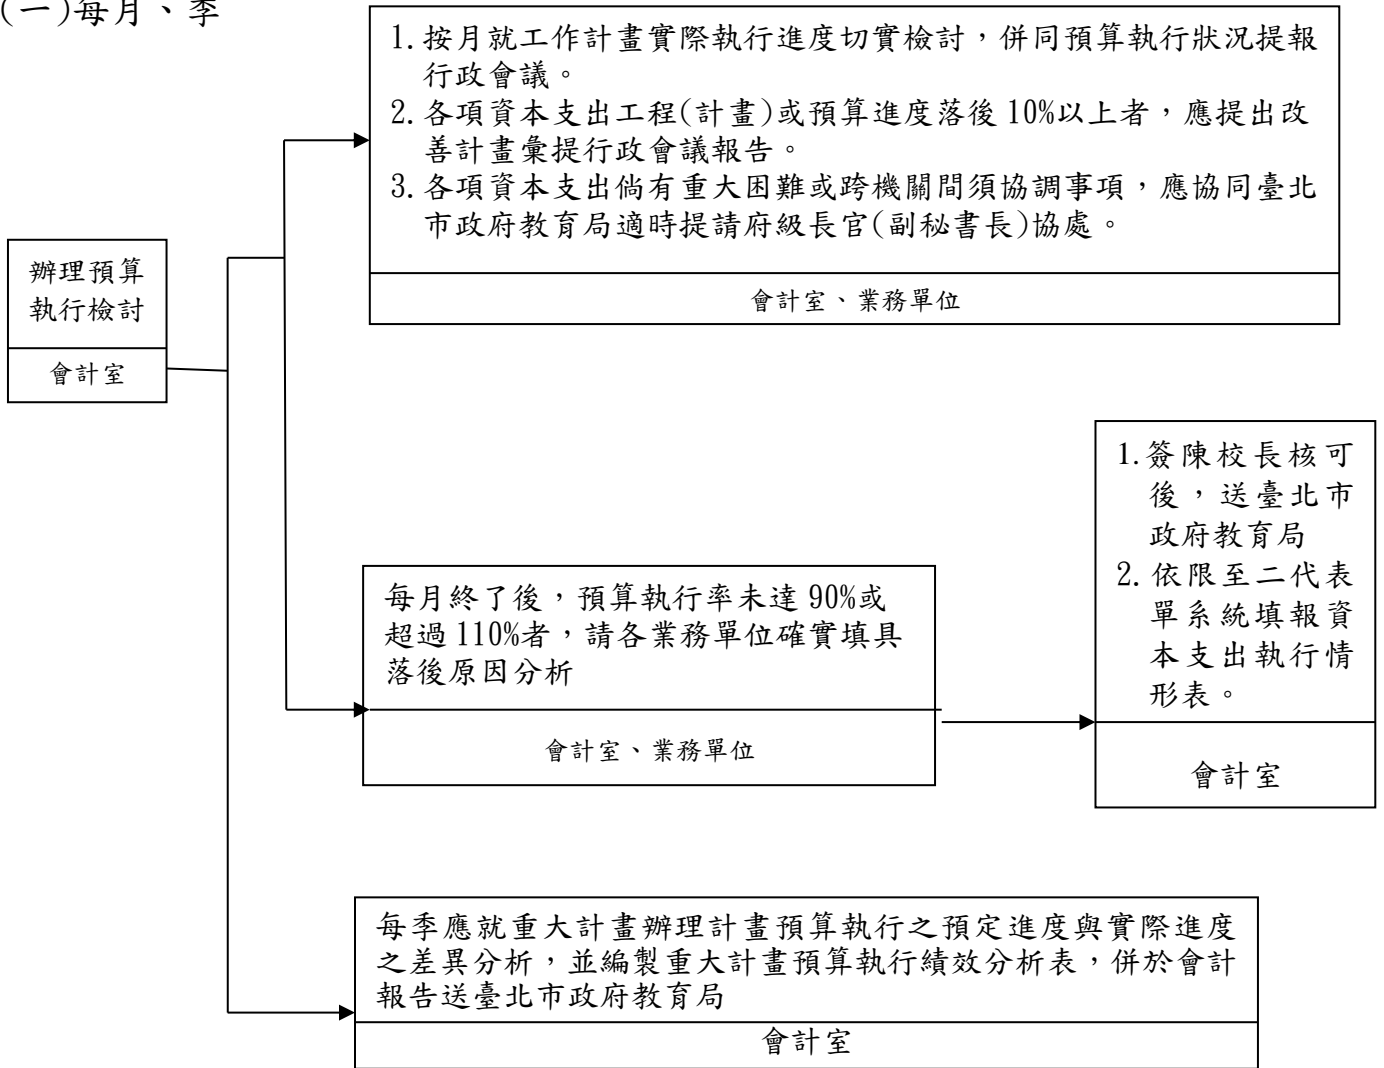 (一)每月、季
1.按月就工作計畫實際執行進度切實檢討，併同預算執行狀況提報
行政會議。
2.各項資本支出工程(計畫)或預算進度落後 10%以上者，應提出改
善計畫彙提行政會議報告。
3.各項資本支出倘有重大困難或跨機關間須協調事項，應協同臺北
市政府教育局適時提請府級長官(副秘書長)協處。
會計室、業務單位
辦理預算
執行檢討
會計室
1.簽陳校長核可
後，送臺北市
政府教育局
2.依限至二代表
單系統填報資
本支出執行情
形表。
會計室
每月終了後，預算執行率未達 90%或
超過 110%者，請各業務單位確實填具
落後原因分析
會計室、業務單位
每季應就重大計畫辦理計畫預算執行之預定進度與實際進度
之差異分析，並編製重大計畫預算執行績效分析表，併於會計
報告送臺北市政府教育局
會計室